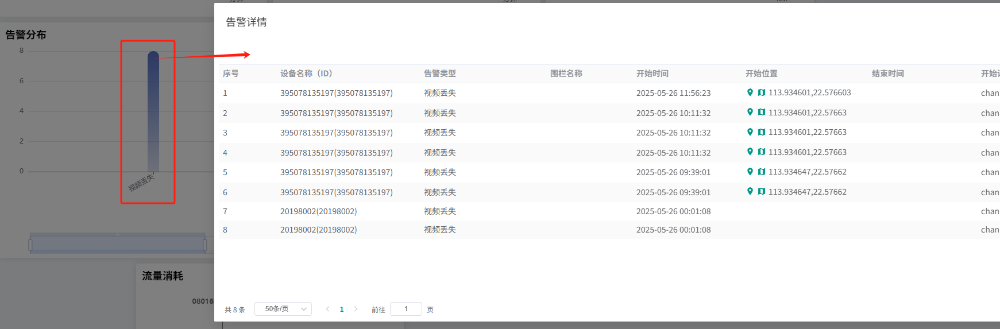 告警详情
告警分布
8
6
4
2
0
视频丢失
序号 设备名称（ID） 告警类型 围栏名称 开始时间 开始位置 结束时间 开始
1 395078135197(395078135197) 视频丢失 2025-05-26 11:56:23 113.934601,22.576603 chan
2 395078135197(395078135197) 视频丢失 2025-05-26 10:11:32 113.934601,22.57663 chan
3 395078135197(395078135197) 视频丢失 2025-05-26 10:11:32 113.934601,22.57663 chan
4 395078135197(395078135197) 视频丢失 2025-05-26 10:11:32 113.934601,22.57663 chan
5 395078135197(395078135197) 视频丢失 2025-05-26 09:39:01 113.934647,22.57662 chan
6 395078135197(395078135197) 视频丢失 2025-05-26 09:39:01 113.934647,22.57662 chan
7 20198002(20198002) 视频丢失 2025-05-26 00:01:08 chan
8 20198002(20198002) 视频丢失 2025-05-26 00:01:08 chan
流量消耗
08016
共 8 条 50条/页 1 前往 1 页